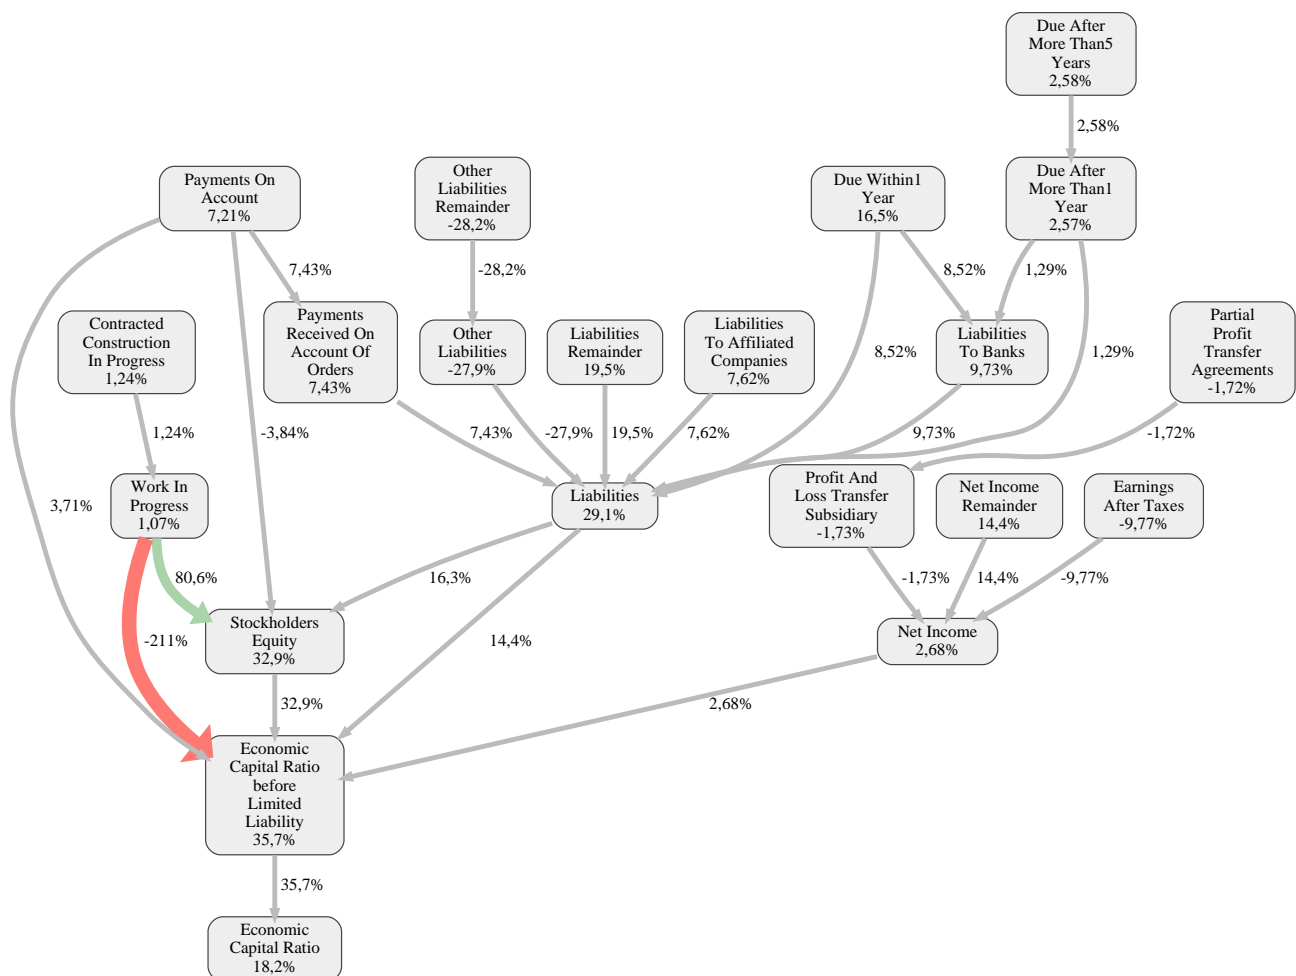 Due After
More Than5
Years
2,58%
2,58%
Payments On
Account
7,21%
Other
Liabilities
Remainder
-28,2%
Due Within1
Year
16,5%
Due After
More Than1
Year
2,57%
7,43%
-28,2%
8,52%
1,29%
Contracted
Construction
In Progress
1,24%
Payments
Received On
Account Of
Orders
7,43%
Other
Liabilities
-27,9%
Liabilities
Remainder
19,5%
Liabilities
To Affiliated
Companies
7,62%
8,52%
Liabilities
To Banks
9,73%
1,29%
Partial
Profit
Transfer
Agreements
-1,72%
1,24%
-3,84%
7,43%
-27,9%
19,5%
7,62%
9,73%
-1,72%
3,71%
Work In
Progress
1,07%
Liabilities
29,1%
Profit And
Loss Transfer
Subsidiary
-1,73%
Net Income
Remainder
14,4%
Earnings
After Taxes
-9,77%
80,6%
16,3%
-1,73%
14,4%
-9,77%
-211%
Stockholders
Equity
32,9%
14,4%
Net Income
2,68%
32,9%
2,68%
Economic
Capital Ratio
before
Limited
Liability
35,7%
35,7%
Economic
Capital Ratio
18,2%